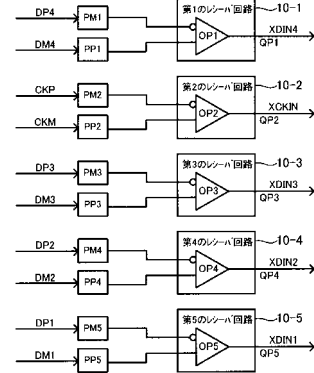 第1のレシーバ回路 10-1
DP4 PM1 XDIN4
DM4 PP1 OP1 QP1
第2のレシーバ回路 10-2
CKP PM2 XCKIN
CKM PP2 OP2 QP2
第3のレシーバ回路 10-3
DP3 PM3 XDIN3
DM3 PP3 OP3 QP3
第4のレシーバ回路 10-4
DP2 PM4 XDIN2
DM2 PP4 OP4 QP4
第5のレシーバ回路 10-5
DP1 PM5 XDIN1
DM1 PP5 OP5 QP5